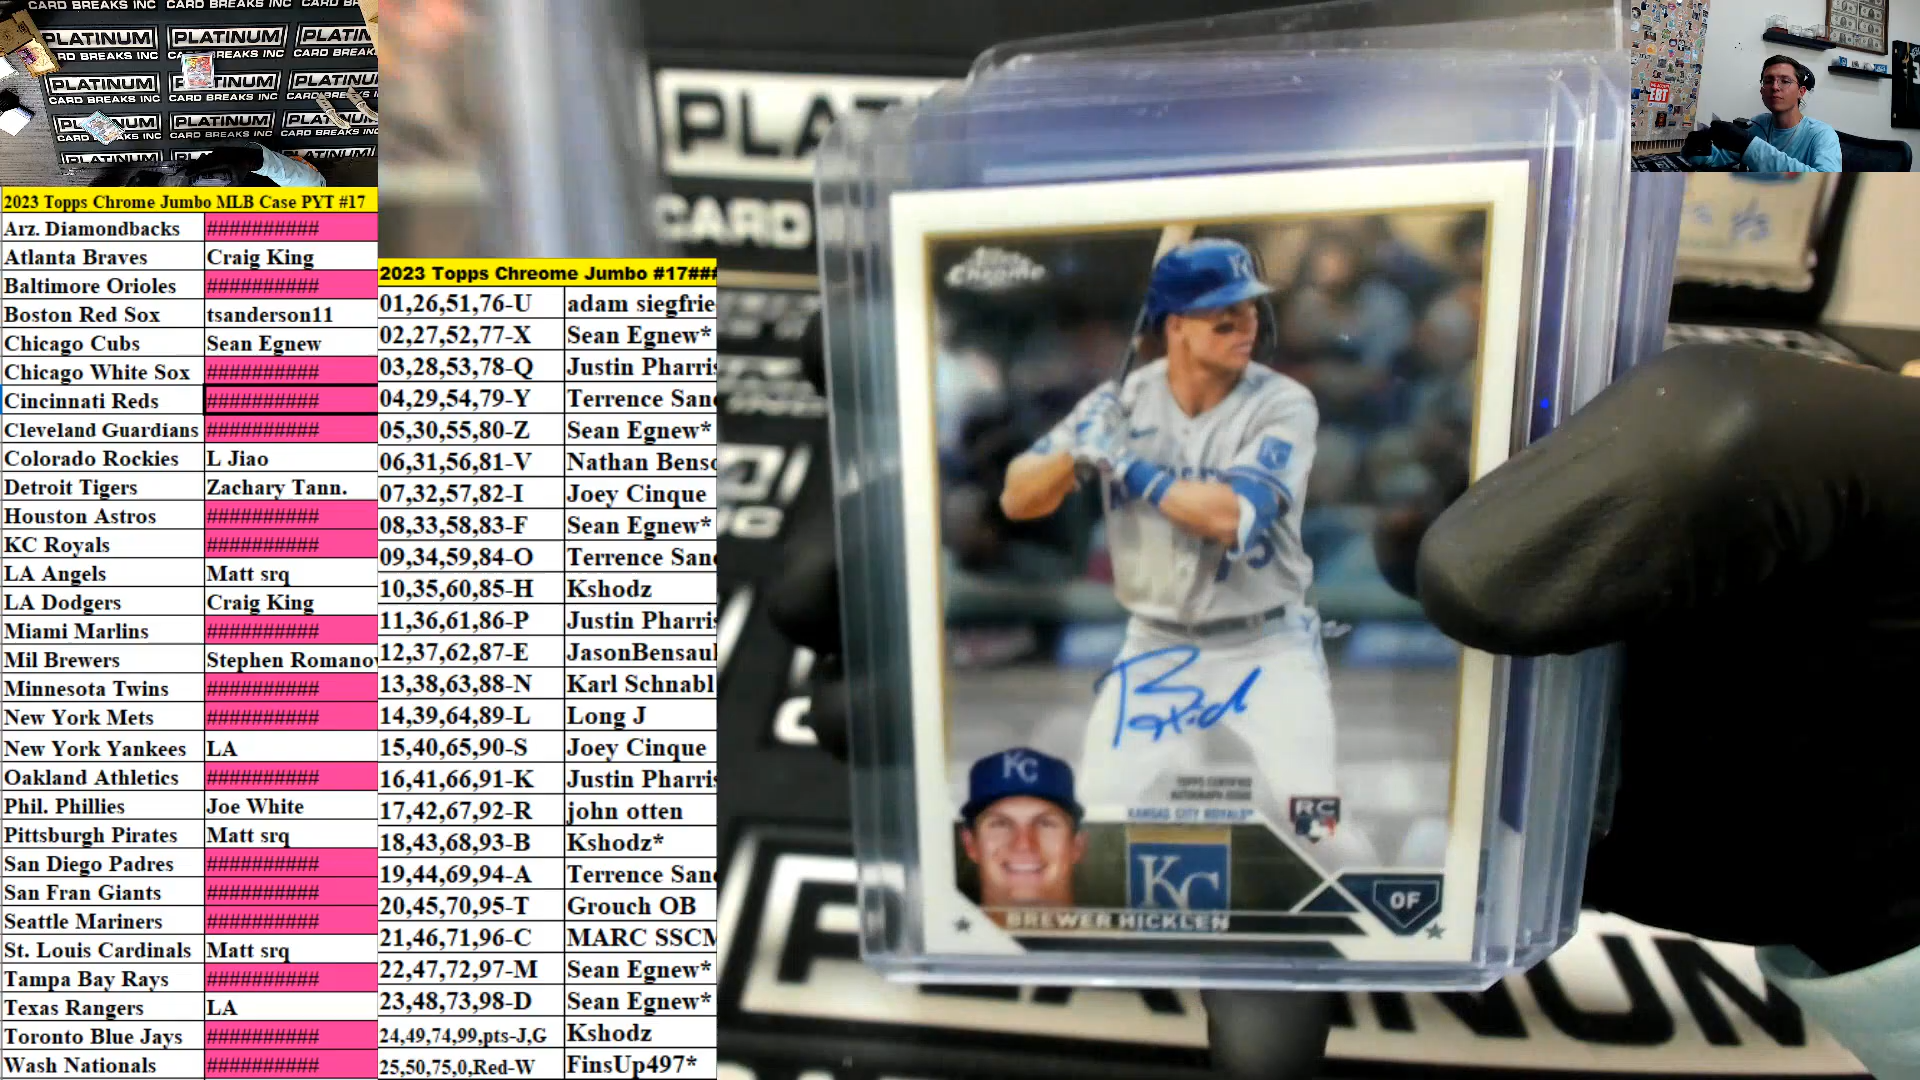 2023 Topps Chrome Jumbo MLB Case PYT #17
Arz. Diamondbacks ##########
Atlanta Braves Craig King
Baltimore Orioles ##########
Boston Red Sox tsanderson11
Chicago Cubs Sean Egnew
Chicago White Sox ##########
Cincinnati Reds ##########
Cleveland Guardians ##########
Colorado Rockies L Jiao
Detroit Tigers Zachary Tann.
Houston Astros ##########
KC Royals ##########
LA Angels Matt srq
LA Dodgers Craig King
Miami Marlins ##########
Mil Brewers Stephen Romanov
Minnesota Twins ##########
New York Mets ##########
New York Yankees LA
Oakland Athletics ##########
Phil. Phillies Joe White
Pittsburgh Pirates Matt srq
San Diego Padres ##########
San Fran Giants ##########
Seattle Mariners ##########
St. Louis Cardinals Matt srq
Tampa Bay Rays ##########
Texas Rangers LA
Toronto Blue Jays ##########
Wash Nationals ##########
2023 Topps Chreome Jumbo #17###
01,26,51,76-U adam siegfrie
02,27,52,77-X Sean Egnew*
03,28,53,78-Q Justin Pharris
04,29,54,79-Y Terrence San
05,30,55,80-Z Sean Egnew*
06,31,56,81-V Nathan Benso
07,32,57,82-I Joey Cinque
08,33,58,83-F Sean Egnew*
09,34,59,84-O Terrence San
10,35,60,85-H Kshodz
11,36,61,86-P Justin Pharris
12,37,62,87-E JasonBensaul
13,38,63,88-N Karl Schnabl
14,39,64,89-L Long J
15,40,65,90-S Joey Cinque
16,41,66,91-K Justin Pharris
17,42,67,92-R john otten
18,43,68,93-B Kshodz*
19,44,69,94-A Terrence San
20,45,70,95-T Grouch OB
21,46,71,96-C MARC SSCM
22,47,72,97-M Sean Egnew*
23,48,73,98-D Sean Egnew*
24,49,74,99,pts-J,G Kshodz
25,50,75,0,Red-W FinsUp497*
Topps Chrome
TOPPS CERTIFIED
AUTOGRAPH ISSUE
KANSAS CITY ROYALS
RC
KC
BREWER HICKLEN
OF
PLATINUM
CARD BREAKS INC